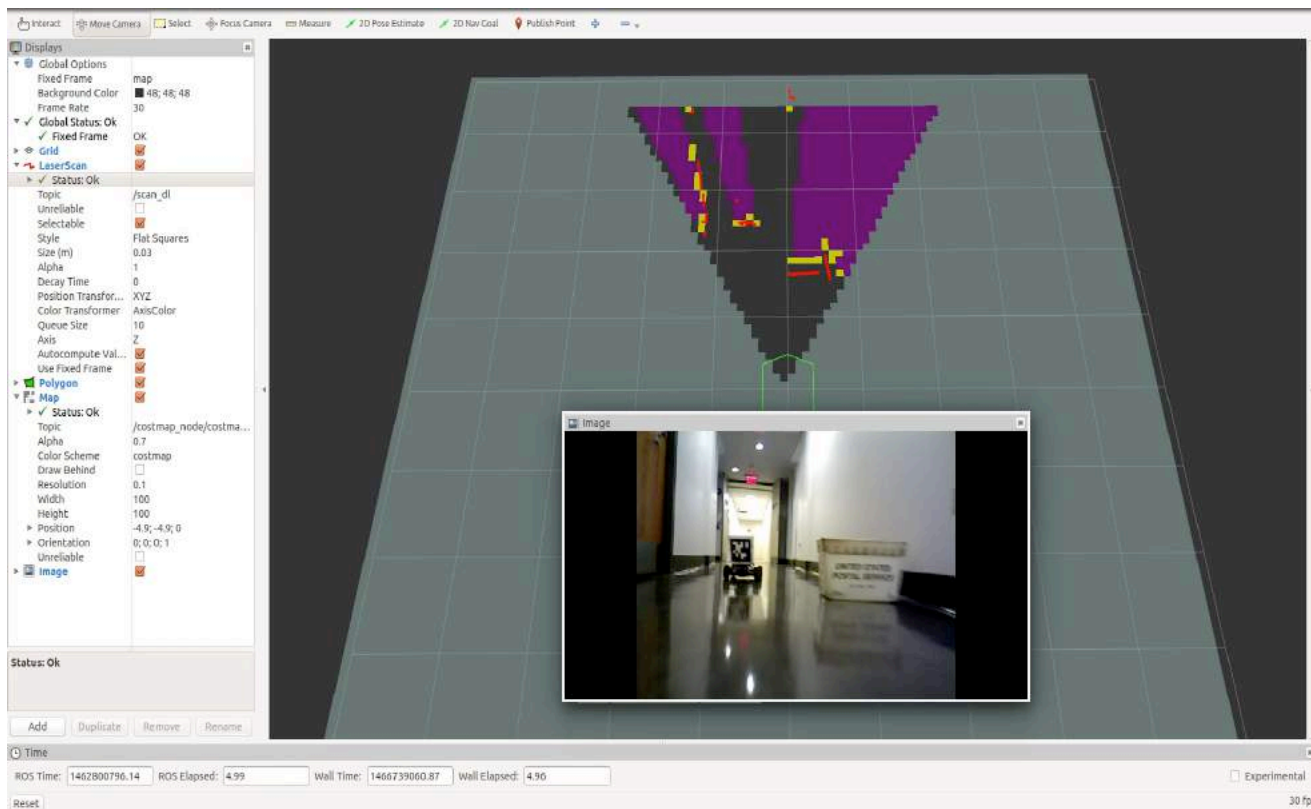 Interact Move Camera Select Focus Camera Measure 2D Pose Estimate 2D Nav Goal Publish Point
Displays
Global Options
Fixed Frame map
Background Color 48; 48; 48
Frame Rate 30
Global Status: Ok
Fixed Frame OK
Grid
LaserScan
Status: Ok
Topic /scan_dl
Unreliable
Selectable
Style Flat Squares
Size (m) 0.03
Alpha 1
Decay Time 0
Position Transfor... XYZ
Color Transformer AxisColor
Queue Size 10
Axis Z
Autocompute Val...
Use Fixed Frame
Polygon
Map
Status: Ok
Topic /costmap_node/costma...
Alpha 0.7
Color Scheme costmap
Draw Behind
Resolution 0.1
Width 100
Height 100
Position -4.9; -4.9; 0
Orientation 0; 0; 0; 1
Unreliable
Image
Image
UNITED STATES
POSTAL SERVICE
Status: Ok
Add Duplicate Remove Rename
Time
ROS Time: 1462800796.14 ROS Elapsed: 4.99 Wall Time: 1466739060.87 Wall Elapsed: 4.96 Experimental
Reset 30 fp